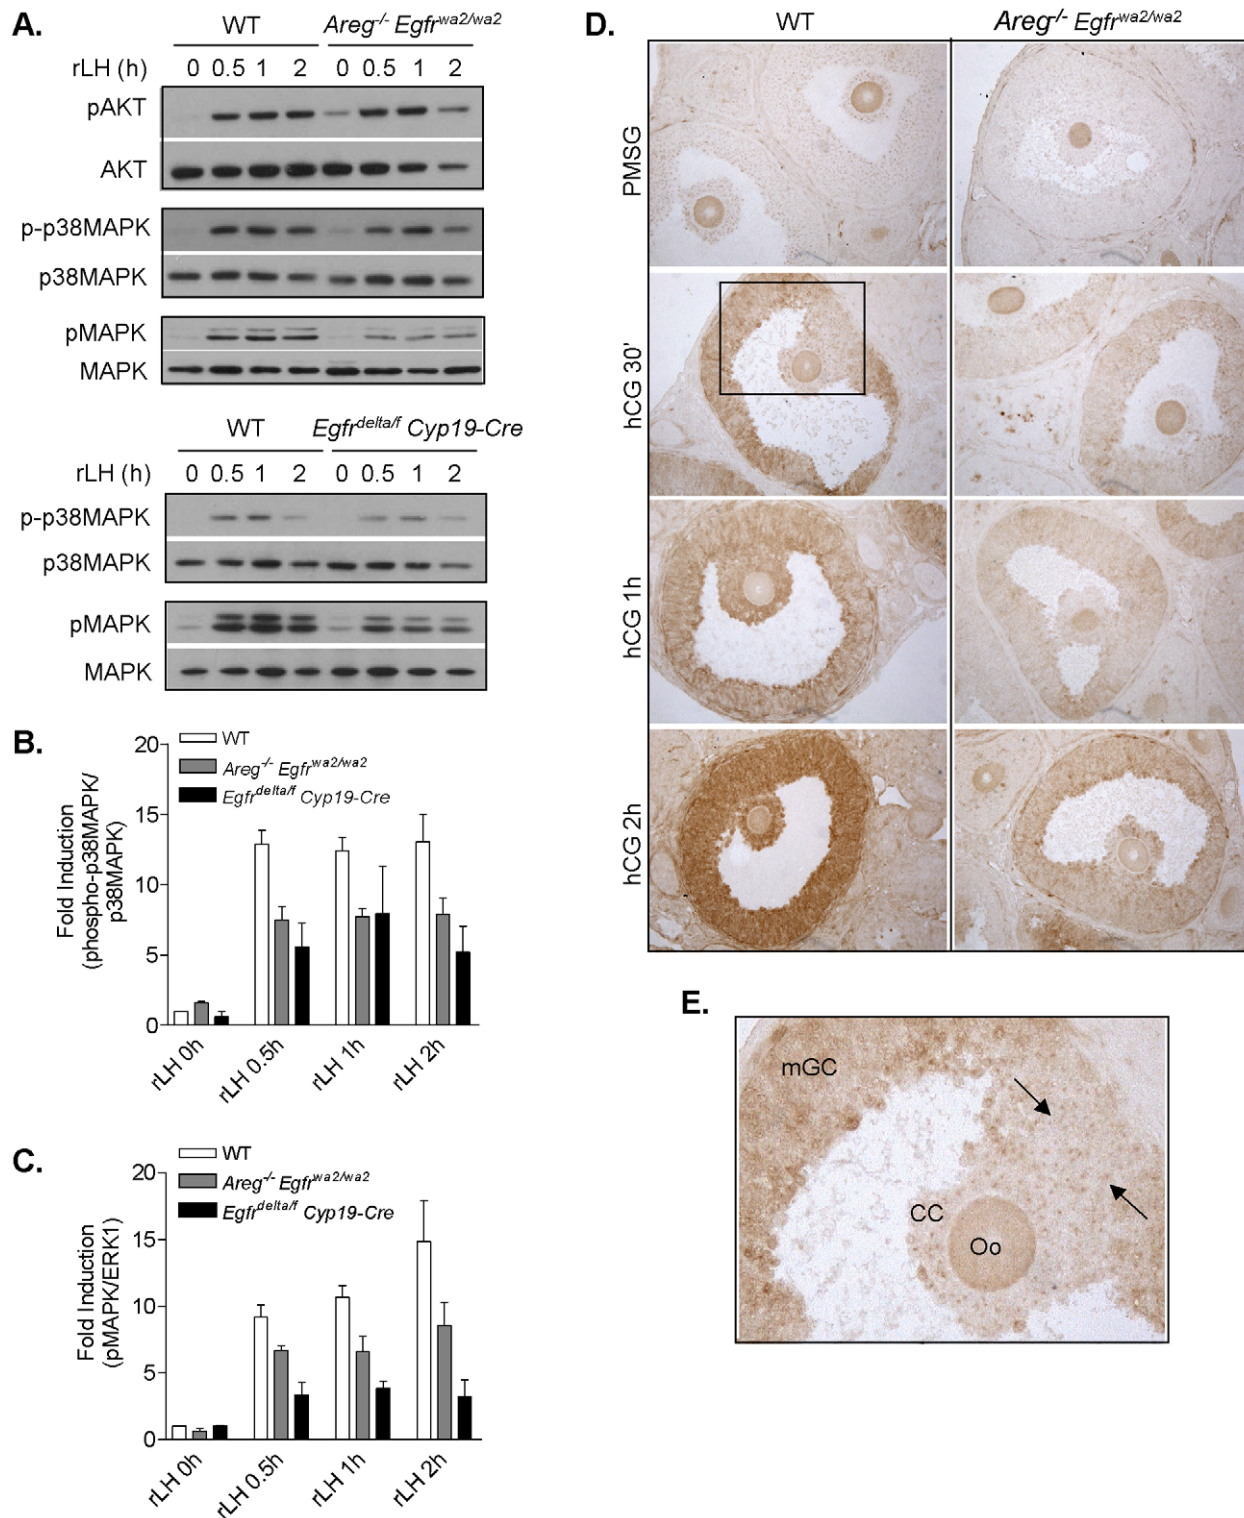 A.
WT Areg-/- Egfrwa2/wa2
rLH (h) 0 0.5 1 2 0 0.5 1 2
pAKT
AKT
p-p38MAPK
p38MAPK
pMAPK
MAPK
WT Egfrdelta/f Cyp19-Cre
rLH (h) 0 0.5 1 2 0 0.5 1 2
p-p38MAPK
p38MAPK
pMAPK
MAPK
B.
Fold Induction
(phospho-p38MAPK/
p38MAPK)
20
15
10
5
0
WT
Areg-/- Egfrwa2/wa2
Egfrdelta/f Cyp19-Cre
rLH 0h rLH 0.5h rLH 1h rLH 2h
C.
Fold Induction
(pMAPK/ERK1)
20
15
10
5
0
WT
Areg-/- Egfrwa2/wa2
Egfrdelta/f Cyp19-Cre
rLH 0h rLH 0.5h rLH 1h rLH 2h
D.
WT Areg-/- Egfrwa2/wa2
PMSG
hCG 30'
hCG 1h
hCG 2h
E.
mGC
CC
Oo